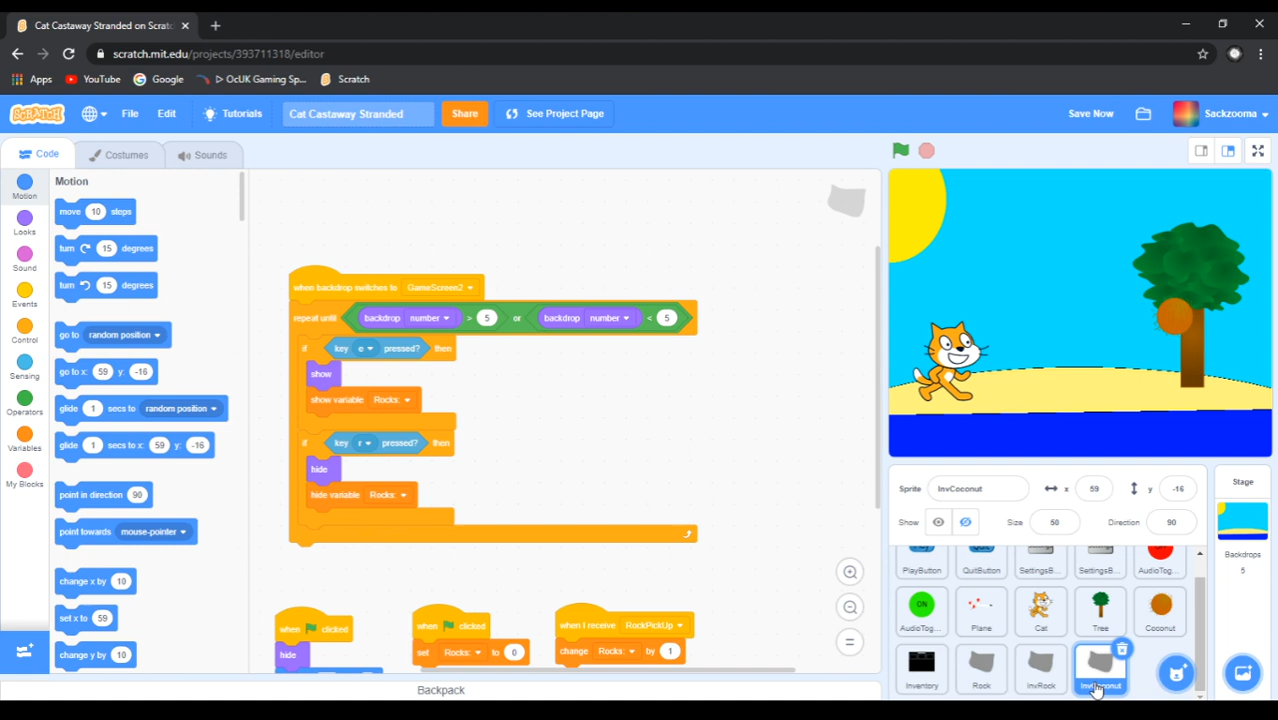 Cat Castaway Stranded on Scratc
scratch.mit.edu/projects/393711318/editor
Apps YouTube Google ▷ OcUK Gaming Sp... Scratch
SCRATCH File Edit Tutorials Cat Castaway Stranded Share See Project Page Save Now Sackzooma
Code Costumes Sounds
Motion
Looks
Sound
Events
Control
Sensing
Operators
Variables
My Blocks
Motion
move 10 steps
turn 15 degrees
turn 15 degrees
go to random position
go to x: 59 y: -16
glide 1 secs to random position
glide 1 secs to x: 59 y: -16
point in direction 90
point towards mouse-pointer
change x by 10
set x to 59
change y by 10
when backdrop switches to GameScreen2
repeat until backdrop number > 5 or backdrop number < 5
if key e pressed? then
show
show variable Rocks:
if key r pressed? then
hide
hide variable Rocks:
when clicked
hide
when clicked
set Rocks: to 0
when I receive RockPickUp
change Rocks: by 1
Backpack
Sprite InvCoconut x 59 y -16
Show Size 50 Direction 90
PlayButton QuitButton SettingsB... SettingsB... AudioTog...
ON
AudioTog... Plane Cat Tree Coconut
Inventory Rock InvRock InvCoconut
Stage
Backdrops
5